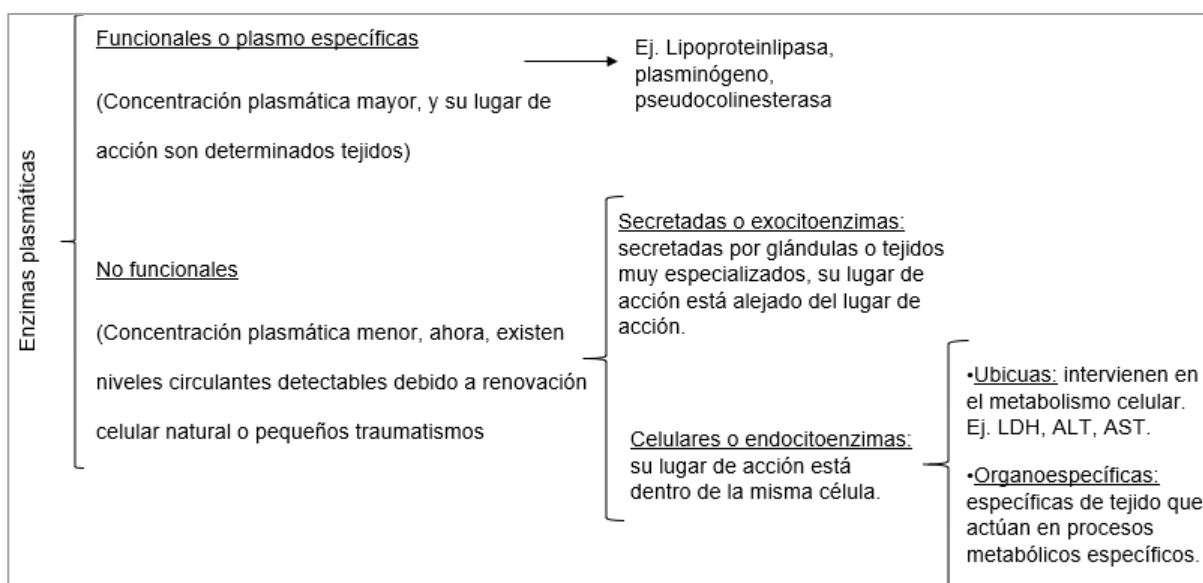 Enzimas plasmáticas
Funcionales o plasmo específicas
(Concentración plasmática mayor, y su lugar de
acción son determinados tejidos)
Ej. Lipoproteinlipasa,
plasminógeno,
pseudocolinesterasa
No funcionales
(Concentración plasmática menor, ahora, existen
niveles circulantes detectables debido a renovación
celular natural o pequeños traumatismos
Secretadas o exocitoenzimas:
secretadas por glándulas o tejidos
muy especializados, su lugar de
acción está alejado del lugar de
acción.
Celulares o endocitoenzimas:
su lugar de acción está
dentro de la misma célula.
•Ubicuas: intervienen en
el metabolismo celular.
Ej. LDH, ALT, AST.
•Organoespecíficas:
específicas de tejido que
actúan en procesos
metabólicos específicos.